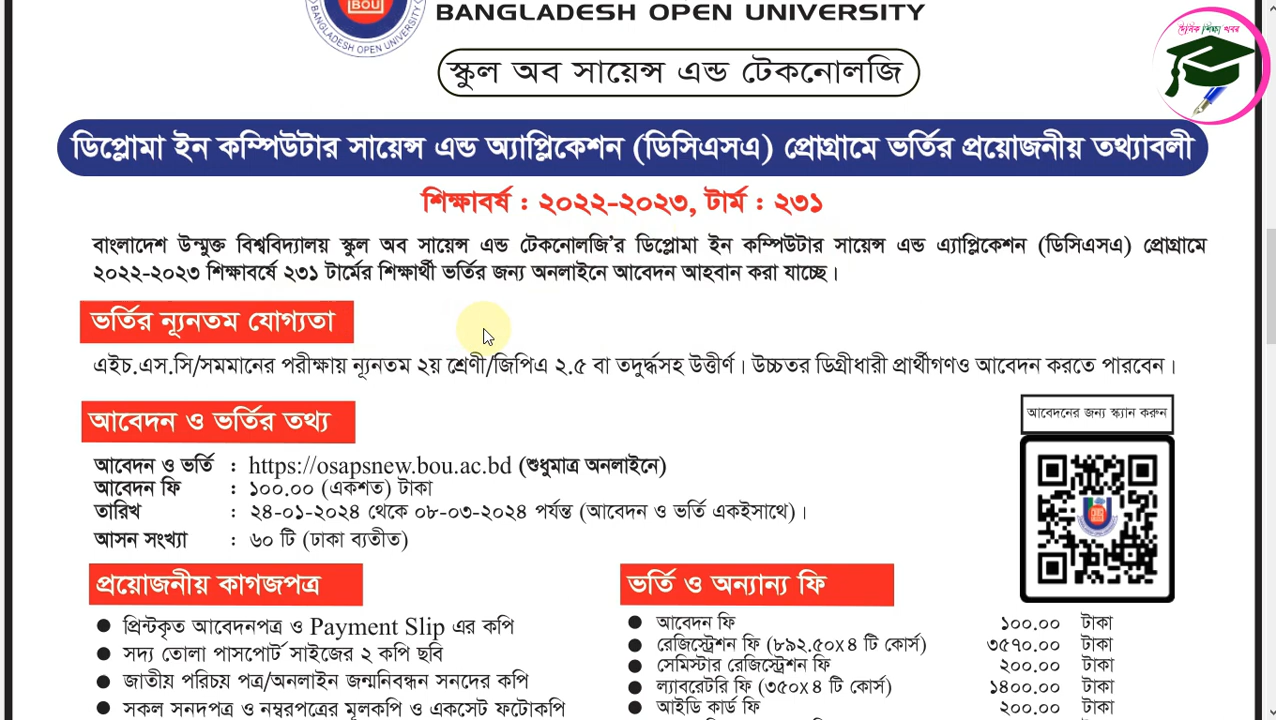 BANGLADESH OPEN UNIVERSITY
BOU
BANGLADESH OPEN UNIVERSITY
দৈনিক শিক্ষা খবর
স্কুল অব সায়েন্স এন্ড টেকনোলজি
ডিপ্লোমা ইন কম্পিউটার সায়েন্স এন্ড অ্যাপ্লিকেশন (ডিসিএসএ) প্রোগ্রামে ভর্তির প্রয়োজনীয় তথ্যাবলী
শিক্ষাবর্ষ : ২০২২-২০২৩, টার্ম : ২৩১
বাংলাদেশ উন্মুক্ত বিশ্ববিদ্যালয় স্কুল অব সায়েন্স এন্ড টেকনোলজি'র ডিপ্লোমা ইন কম্পিউটার সায়েন্স এন্ড এ্যাপ্লিকেশন (ডিসিএসএ) প্রোগ্রামে
২০২২-২০২৩ শিক্ষাবর্ষে ২৩১ টার্মের শিক্ষার্থী ভর্তির জন্য অনলাইনে আবেদন আহবান করা যাচ্ছে।
ভর্তির ন্যূনতম যোগ্যতা
এইচ.এস.সি/সমমানের পরীক্ষায় ন্যূনতম ২য় শ্রেণী/জিপিএ ২.৫ বা তদুর্দ্ধসহ উত্তীর্ণ। উচ্চতর ডিগ্রীধারী প্রার্থীগণও আবেদন করতে পারবেন।
আবেদন ও ভর্তির তথ্য
আবেদনের জন্য স্ক্যান করুন
আবেদন ও ভর্তি : https://osapsnew.bou.ac.bd (শুধুমাত্র অনলাইনে)
আবেদন ফি : ১০০.০০ (একশত) টাকা
তারিখ : ২৪-০১-২০২৪ থেকে ০৮-০৩-২০২৪ পর্যন্ত (আবেদন ও ভর্তি একইসাথে)।
আসন সংখ্যা : ৬০ টি (ঢাকা ব্যতীত)
প্রয়োজনীয় কাগজপত্র
● প্রিন্টকৃত আবেদনপত্র ও Payment Slip এর কপি
● সদ্য তোলা পাসপোর্ট সাইজের ২ কপি ছবি
● জাতীয় পরিচয় পত্র/অনলাইন জন্মনিবন্ধন সনদের কপি
● সকল সনদপত্র ও নম্বরপত্রের মূলকপি ও একসেট ফটোকপি
ভর্তি ও অন্যান্য ফি
● আবেদন ফি ১০০.০০ টাকা
● রেজিস্ট্রেশন ফি (৮৯২.৫০x৪ টি কোর্স) ৩৫৭০.০০ টাকা
● সেমিস্টার রেজিস্ট্রেশন ফি ২০০.০০ টাকা
● ল্যাবরেটরি ফি (৩৫০x৪ টি কোর্স) ১৪০০.০০ টাকা
● আইডি কার্ড ফি ২০০.০০ টাকা